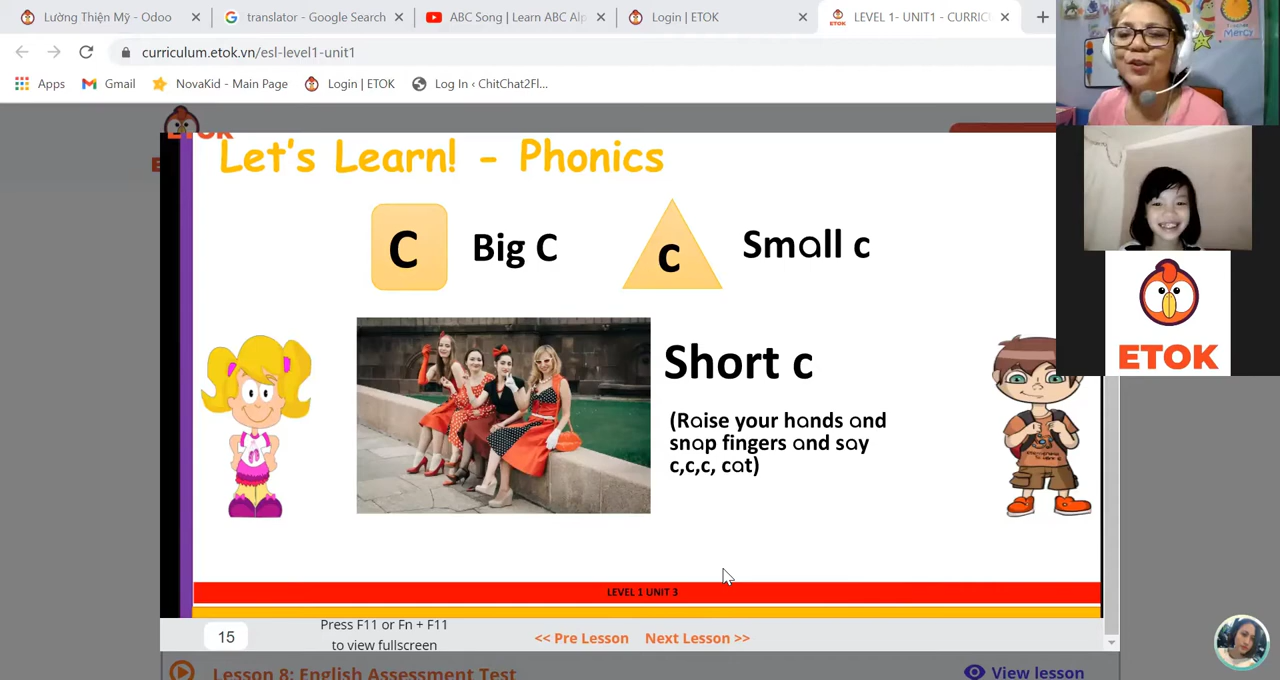 Lường Thiện Mỹ - Odoo
translator - Google Search
ABC Song | Learn ABC Alp
Login | ETOK
LEVEL 1- UNIT1 - CURRIC
curriculum.etok.vn/esl-level1-unit1
Apps
Gmail
NovaKid - Main Page
Login | ETOK
Log In ‹ ChitChat2Fl...
Mercy
Let's Learn! - Phonics
C
Big C
c
Small c
Short c
(Raise your hands and
snap fingers and say
c,c,c, cat)
ETOK
LEVEL 1 UNIT 3
15
Press F11 or Fn + F11
to view fullscreen
<< Pre Lesson
Next Lesson >>
Lesson 8: English Assessment Test
View lesson